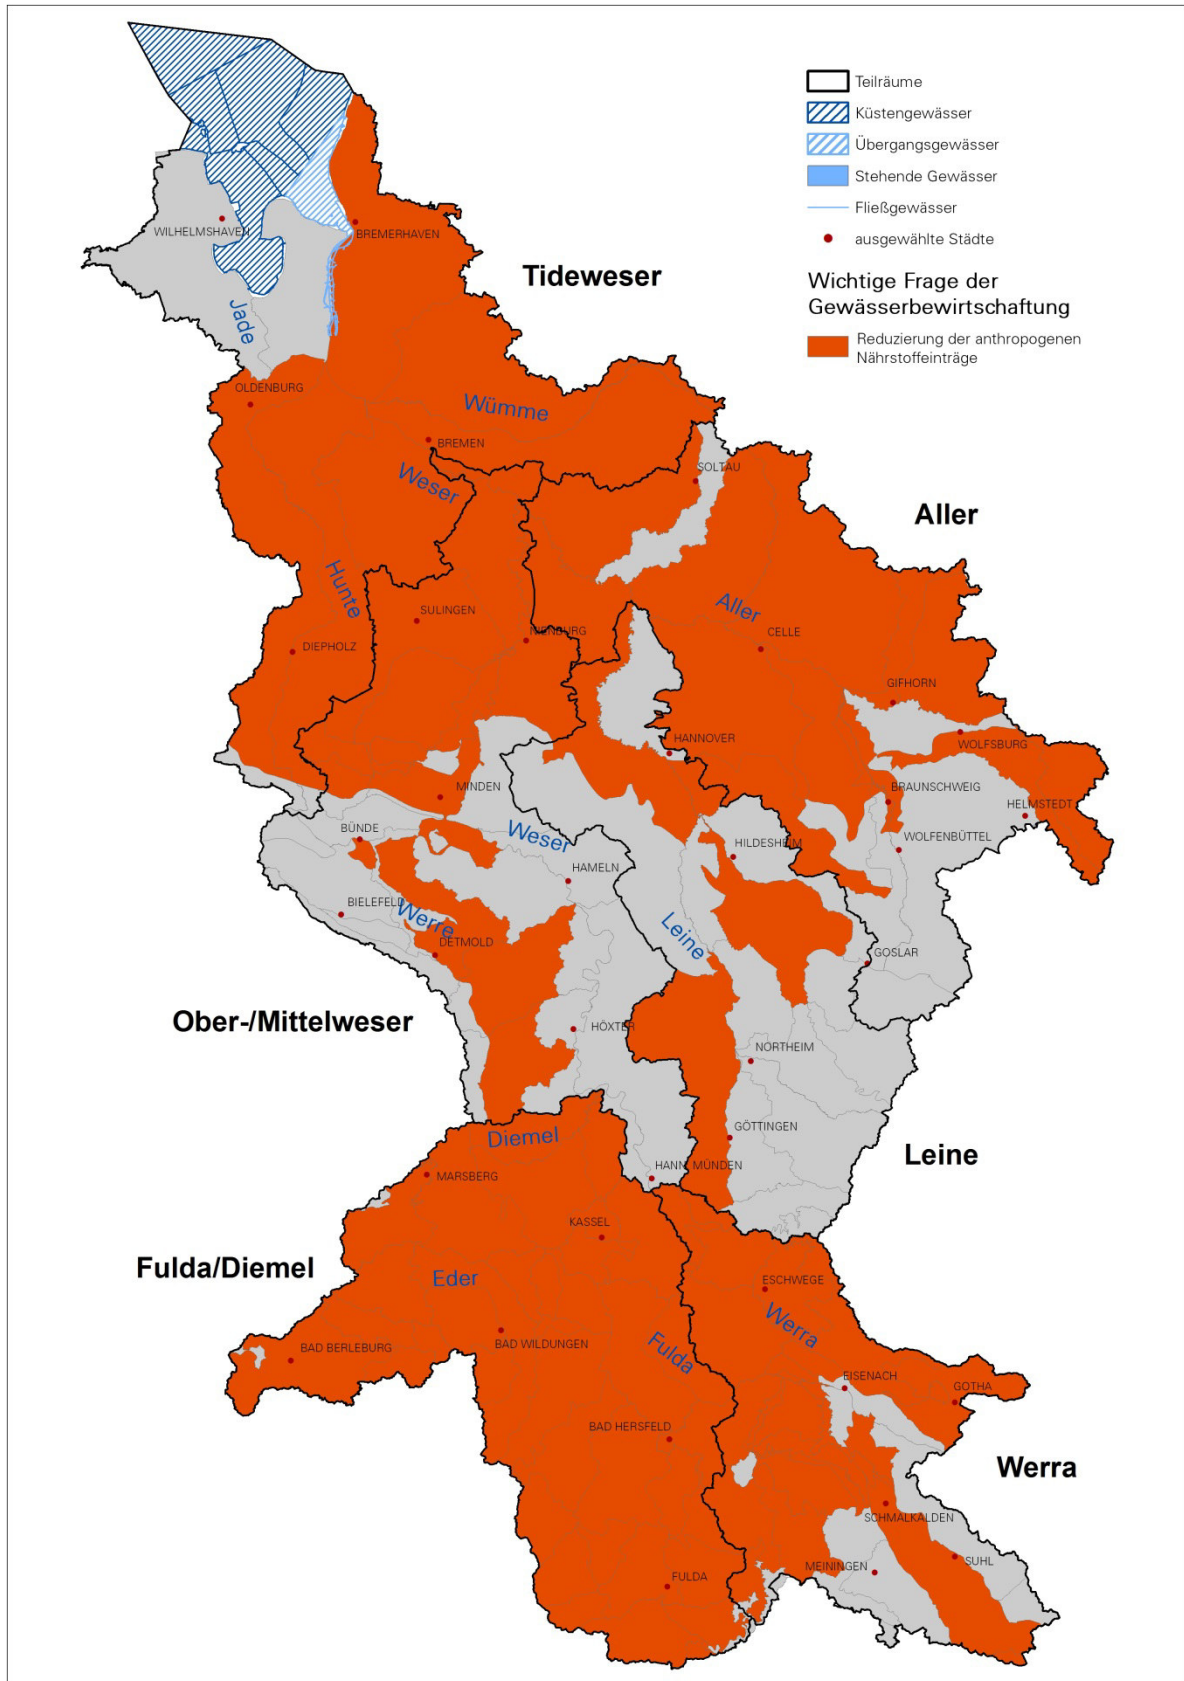 Teilräume
Küstengewässer
Übergangsgewässer
Stehende Gewässer
Fließgewässer
ausgewählte Städte
Wichtige Frage der
Gewässerbewirtschaftung
Reduzierung der anthropogenen
Nährstoffeinträge
WILHELMSHAVEN
BREMERHAVEN
Tideweser
Jade
OLDENBURG
Wümme
BREMEN
Weser
SOLTAU
Aller
Hunte
Aller
SULINGEN
NIENBURG
CELLE
DIEPHOLZ
GIFHORN
HANNOVER
WOLFSBURG
MINDEN
BRAUNSCHWEIG
HELMSTEDT
BÜNDE
Weser
WOLFENBÜTTEL
HILDESHEIM
HAMELN
BIELEFELD
Werre
Leine
DETMOLD
GOSLAR
Ober-/Mittelweser
HÖXTER
NORTHEIM
Diemel
GÖTTINGEN
Leine
MARSBERG
HANN. MÜNDEN
KASSEL
Fulda/Diemel
Eder
ESCHWEGE
Werra
BAD BERLEBURG
BAD WILDUNGEN
Fulda
EISENACH
GOTHA
BAD HERSFELD
Werra
SCHMALKALDEN
FULDA
MEININGEN
SUHL